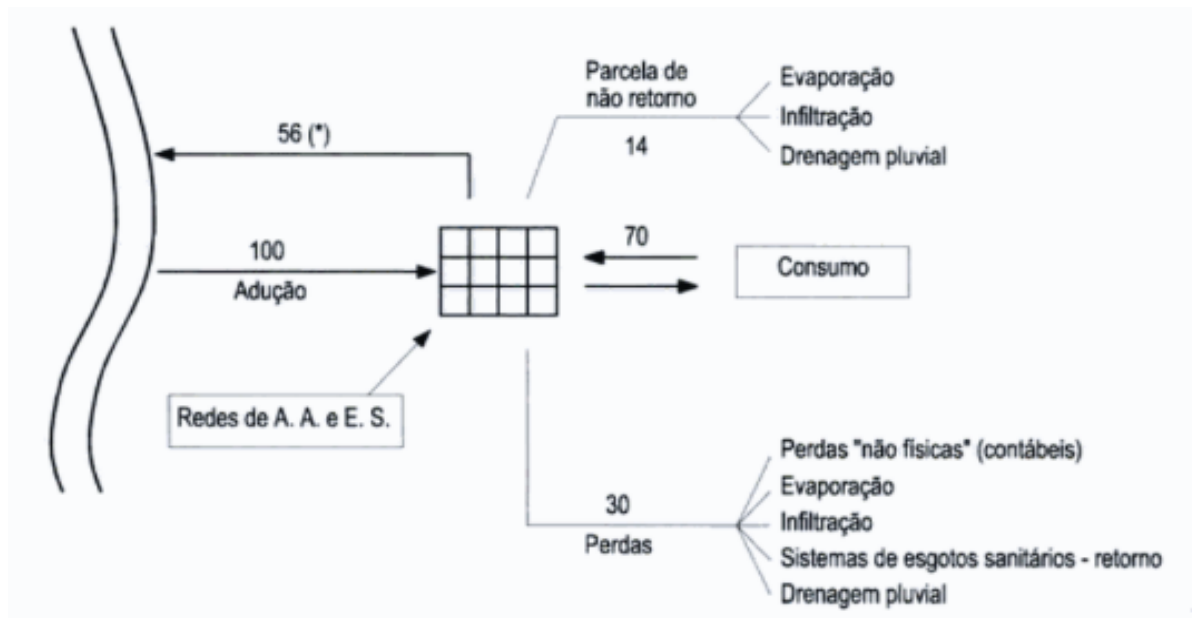 Parcela de
não retorno
14
Evaporação
Infiltração
Drenagem pluvial
56 (*)
100
Adução
70
Consumo
Redes de A. A. e E. S.
30
Perdas
Perdas "não físicas" (contábeis)
Evaporação
Infiltração
Sistemas de esgotos sanitários - retorno
Drenagem pluvial